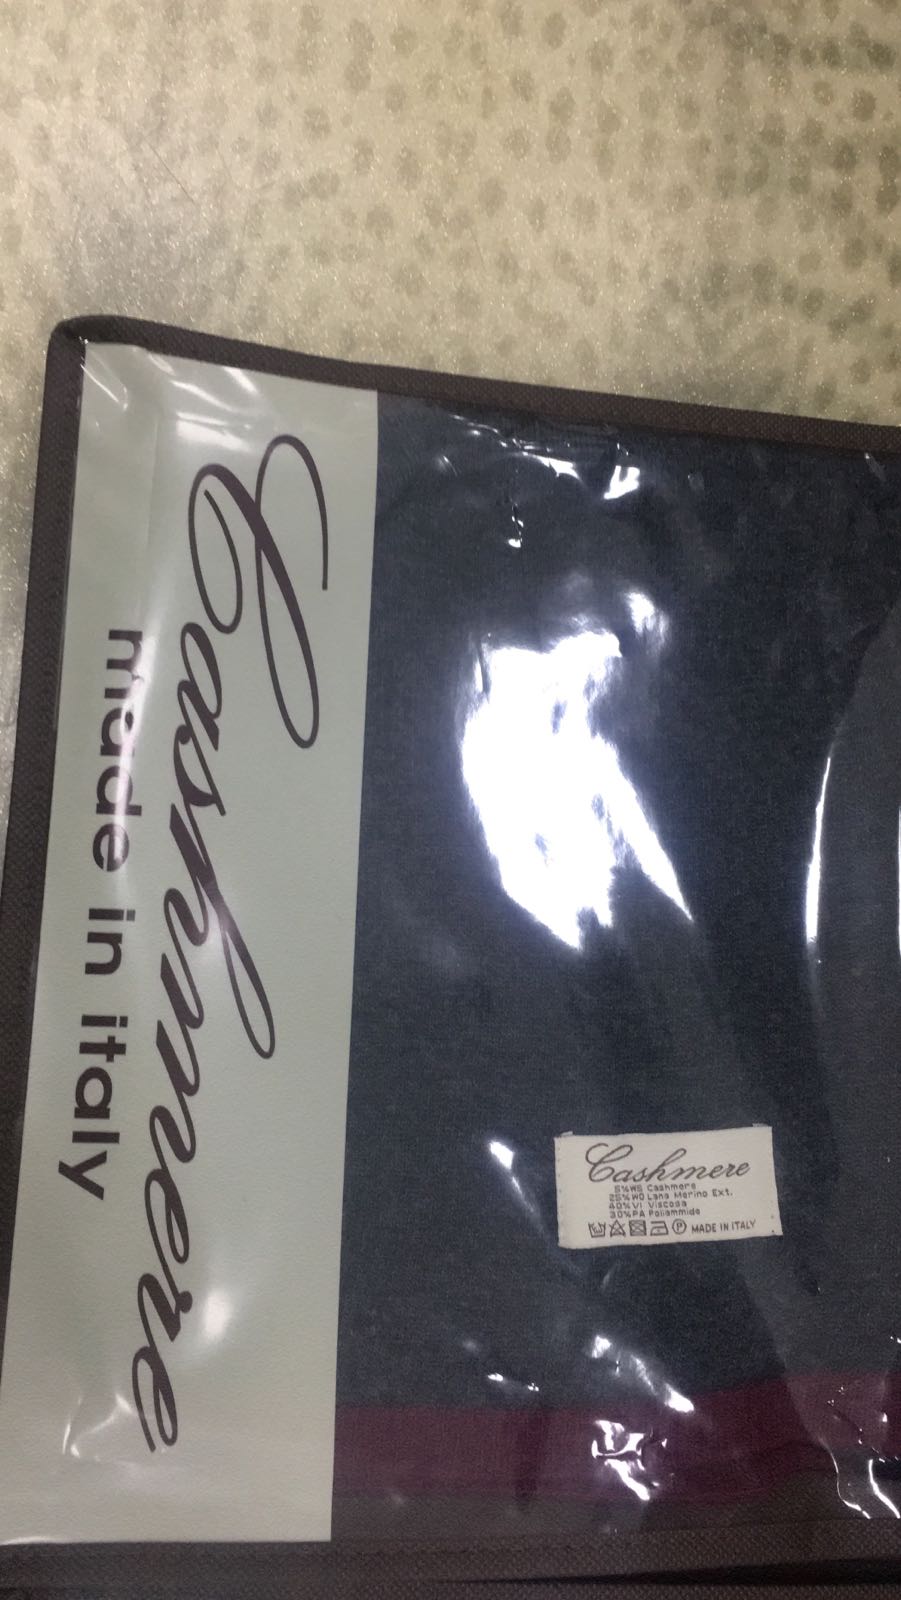 Cashmere
made in italy
Cashmere
5%WS Cashmere
25%WO Lana Merino Ext.
40%VI Viscosa
30%PA Poliammide
MADE IN ITALY